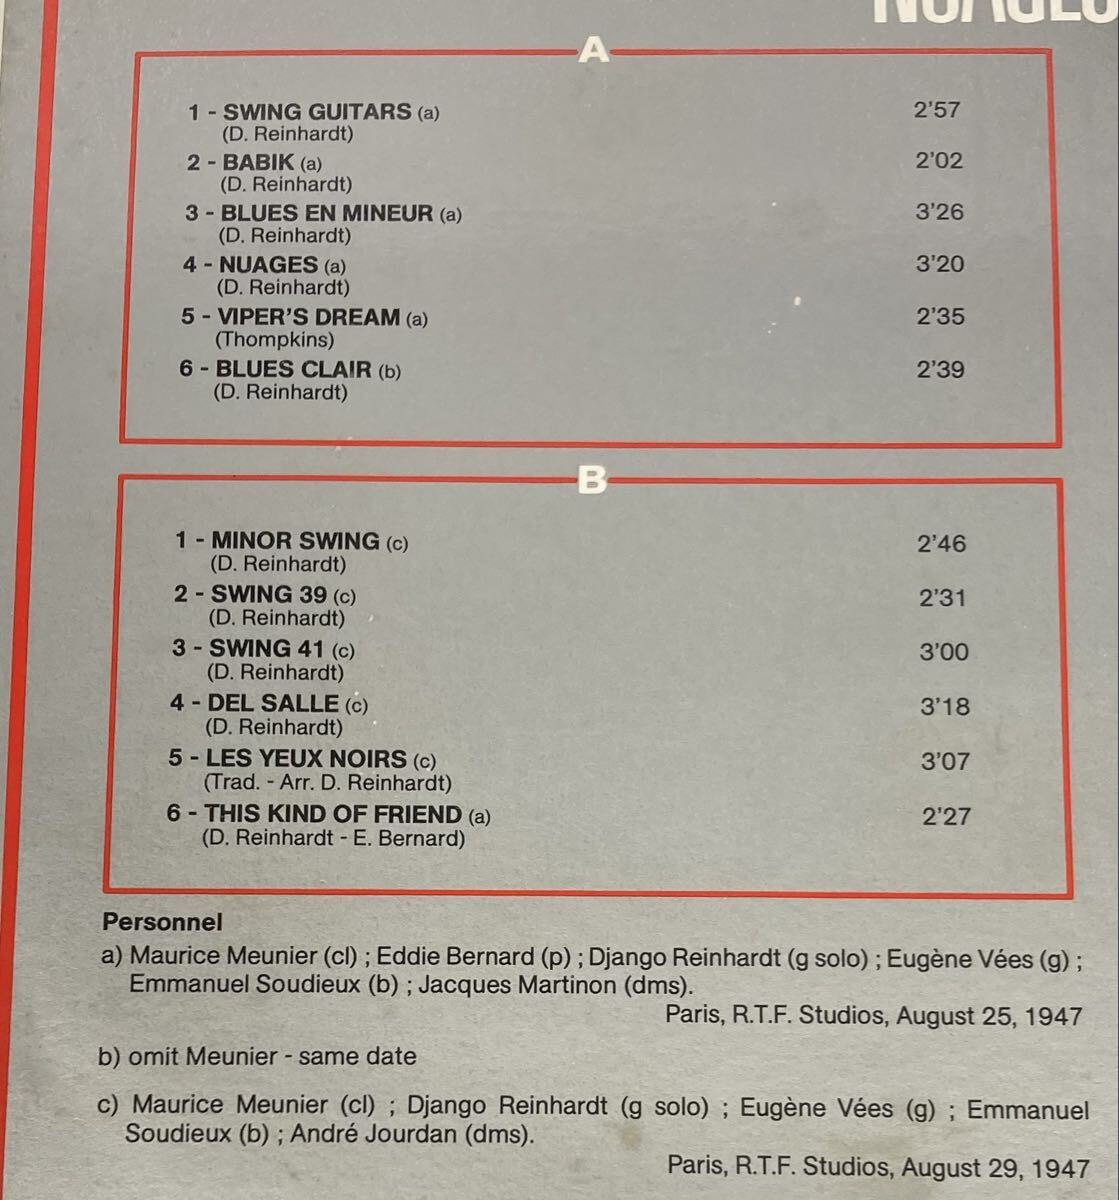 NUAGES
A
1 - SWING GUITARS (a) 2'57
(D. Reinhardt)
2 - BABIK (a) 2'02
(D. Reinhardt)
3 - BLUES EN MINEUR (a) 3'26
(D. Reinhardt)
4 - NUAGES (a) 3'20
(D. Reinhardt)
5 - VIPER'S DREAM (a) 2'35
(Thompkins)
6 - BLUES CLAIR (b) 2'39
(D. Reinhardt)
B
1 - MINOR SWING (c) 2'46
(D. Reinhardt)
2 - SWING 39 (c) 2'31
(D. Reinhardt)
3 - SWING 41 (c) 3'00
(D. Reinhardt)
4 - DEL SALLE (c) 3'18
(D. Reinhardt)
5 - LES YEUX NOIRS (c) 3'07
(Trad. - Arr. D. Reinhardt)
6 - THIS KIND OF FRIEND (a) 2'27
(D. Reinhardt - E. Bernard)
Personnel
a) Maurice Meunier (cl) ; Eddie Bernard (p) ; Django Reinhardt (g solo) ; Eugène Vées (g) ;
Emmanuel Soudieux (b) ; Jacques Martinon (dms).
Paris, R.T.F. Studios, August 25, 1947
b) omit Meunier - same date
c) Maurice Meunier (cl) ; Django Reinhardt (g solo) ; Eugène Vées (g) ; Emmanuel
Soudieux (b) ; André Jourdan (dms).
Paris, R.T.F. Studios, August 29, 1947